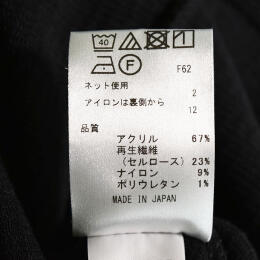 40
F F62
ネット使用 2
アイロンは裏側から 12
品質
アクリル 67%
再生繊維
(セルロース) 23%
ナイロン 9%
ポリウレタン 1%
MADE IN JAPAN